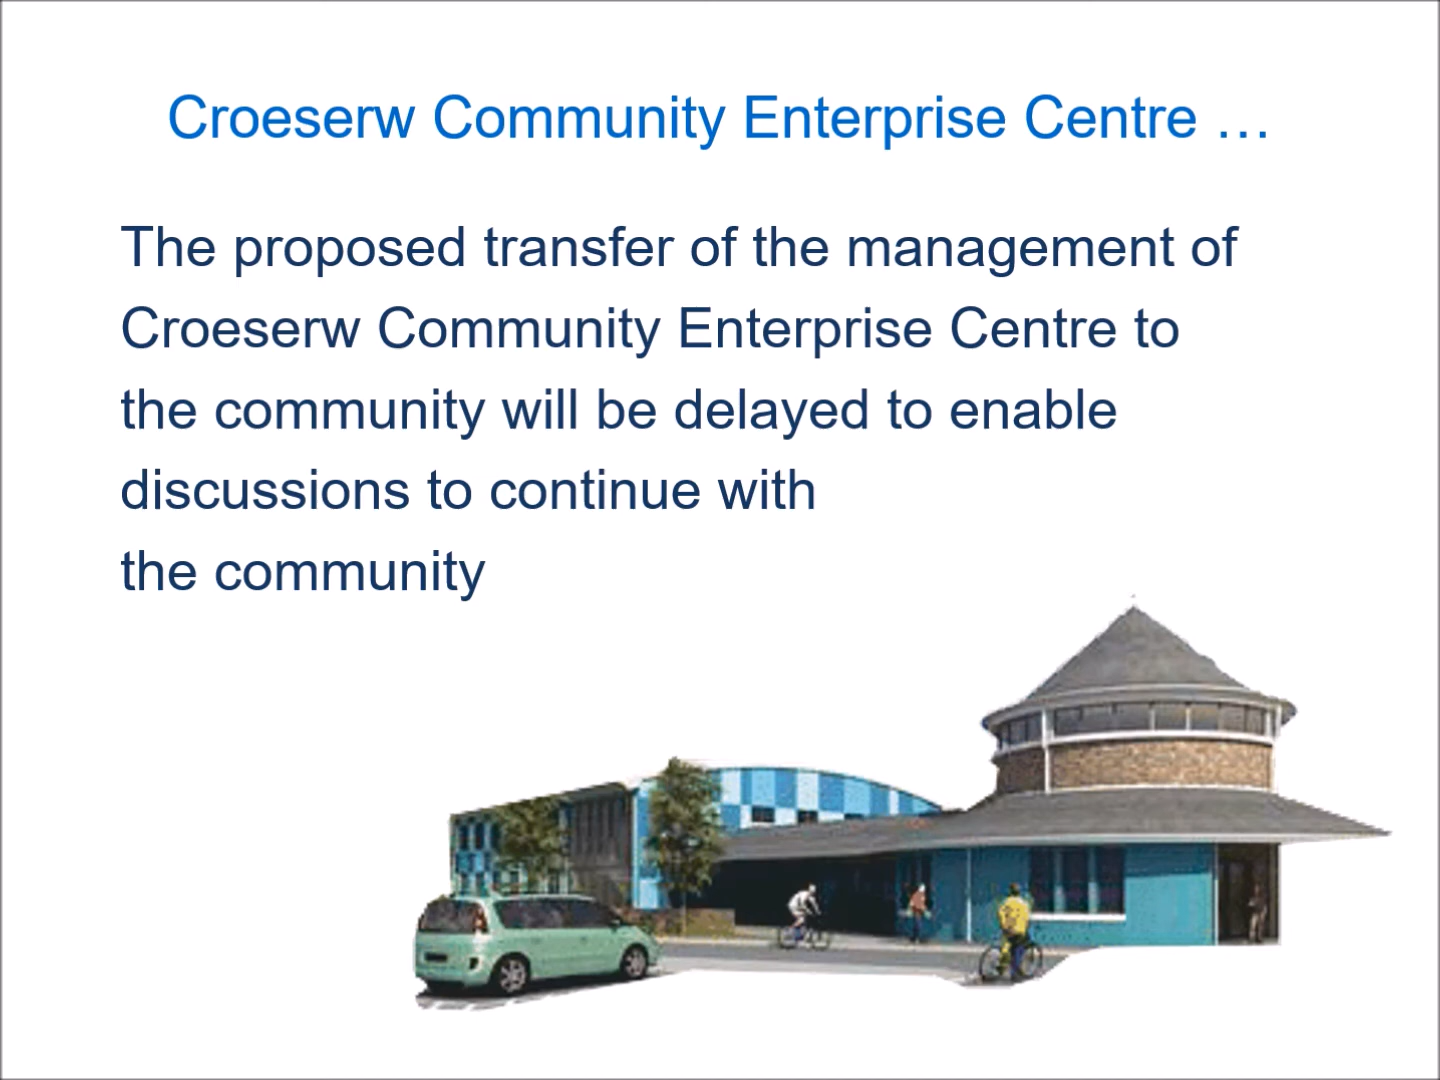 Croeserw Community Enterprise Centre …
The proposed transfer of the management of
Croeserw Community Enterprise Centre to
the community will be delayed to enable
discussions to continue with
the community